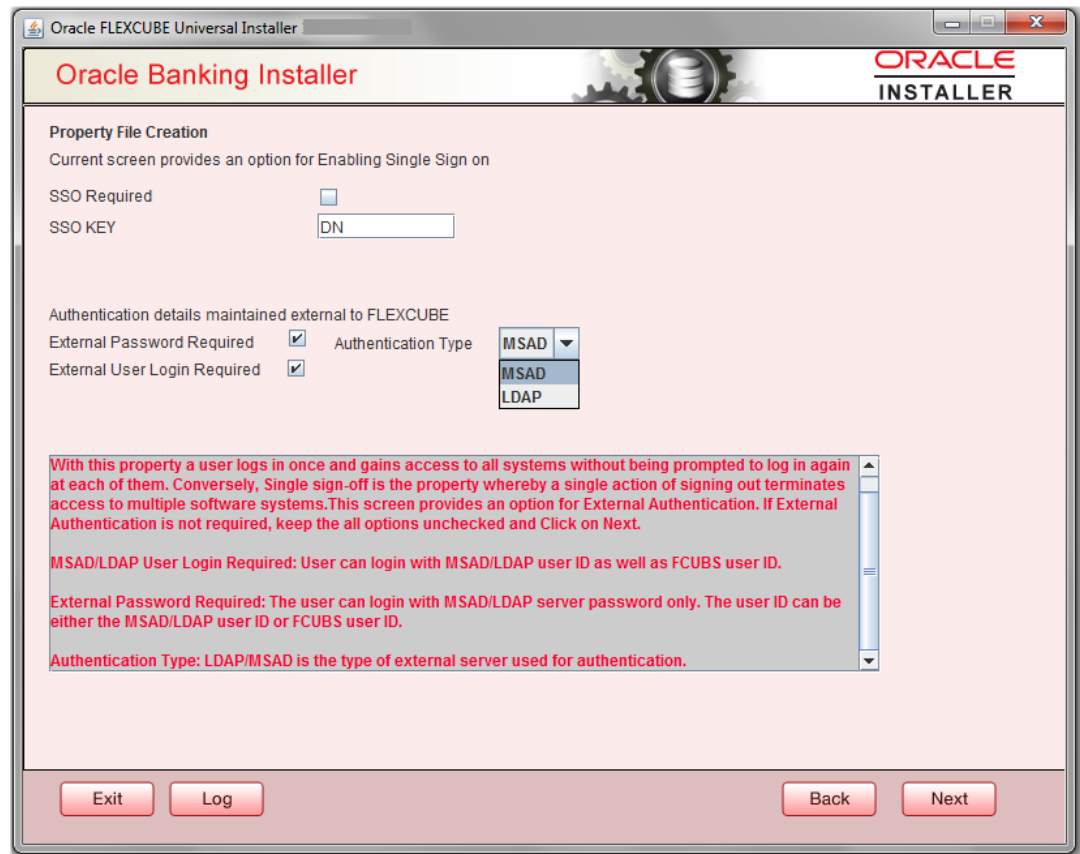 Oracle FLEXCUBE Universal Installer
Oracle Banking Installer
ORACLE
INSTALLER
Property File Creation
Current screen provides an option for Enabling Single Sign on
SSO Required
SSO KEY
DN
Authentication details maintained external to FLEXCUBE
External Password Required
Authentication Type
MSAD
External User Login Required
MSAD
LDAP
With this property a user logs in once and gains access to all systems without being prompted to log in again
at each of them. Conversely, Single sign-off is the property whereby a single action of signing out terminates
access to multiple software systems.This screen provides an option for External Authentication. If External
Authentication is not required, keep the all options unchecked and Click on Next.
MSAD/LDAP User Login Required: User can login with MSAD/LDAP user ID as well as FCUBS user ID.
External Password Required: The user can login with MSAD/LDAP server password only. The user ID can be
either the MSAD/LDAP user ID or FCUBS user ID.
Authentication Type: LDAP/MSAD is the type of external server used for authentication.
Exit
Log
Back
Next